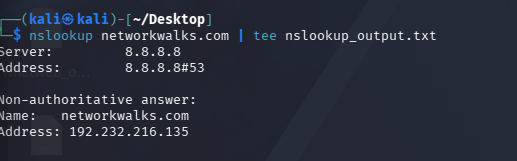 (kali㉿kali)-[~/Desktop]
$ nslookup networkwalks.com | tee nslookup_output.txt
Server:         8.8.8.8
Address:        8.8.8.8#53

Non-authoritative answer:
Name:   networkwalks.com
Address: 192.232.216.135